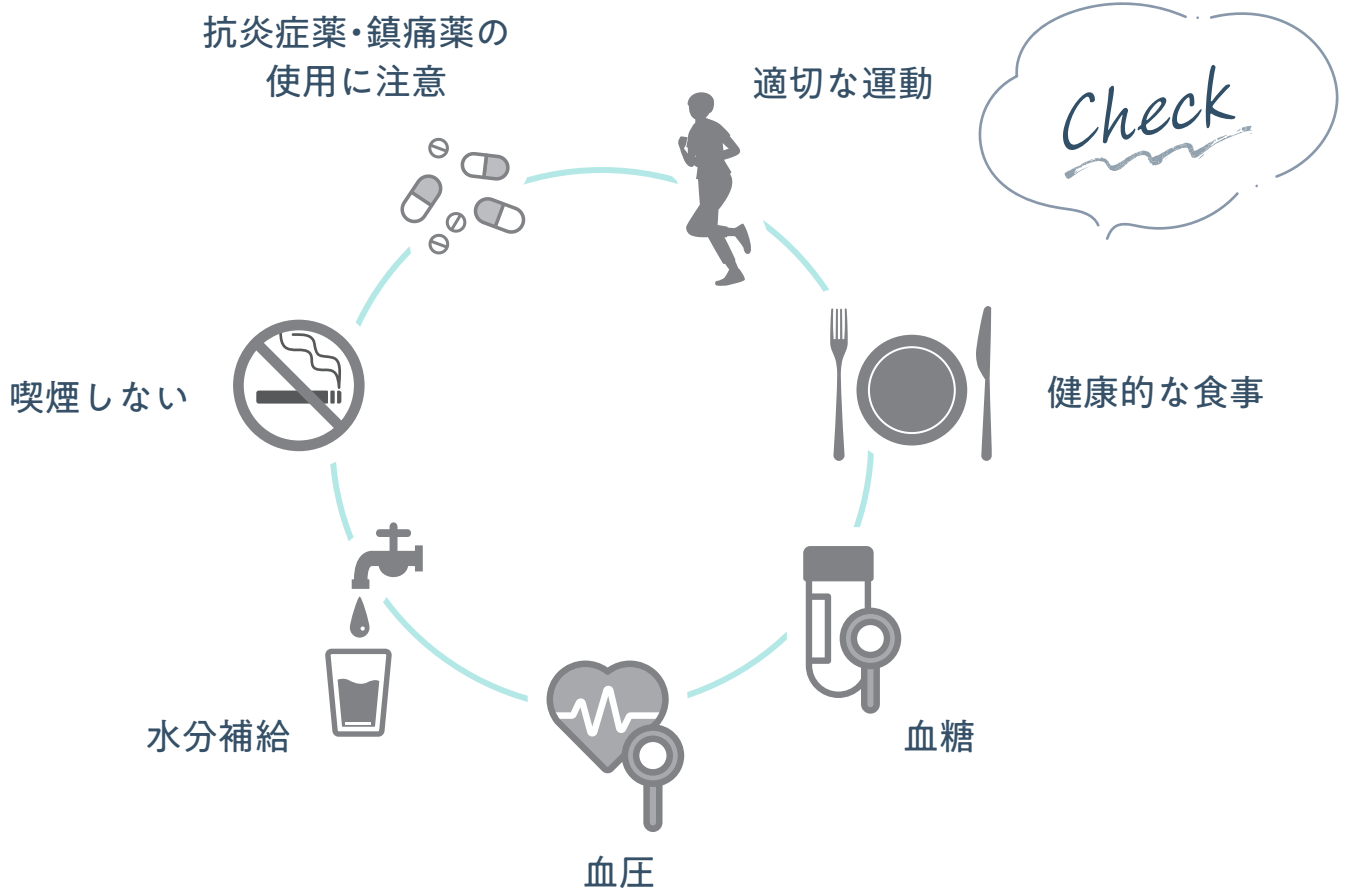 抗炎症薬・鎮痛薬の
使用に注意
適切な運動
Check
喫煙しない
健康的な食事
水分補給
血糖
血圧